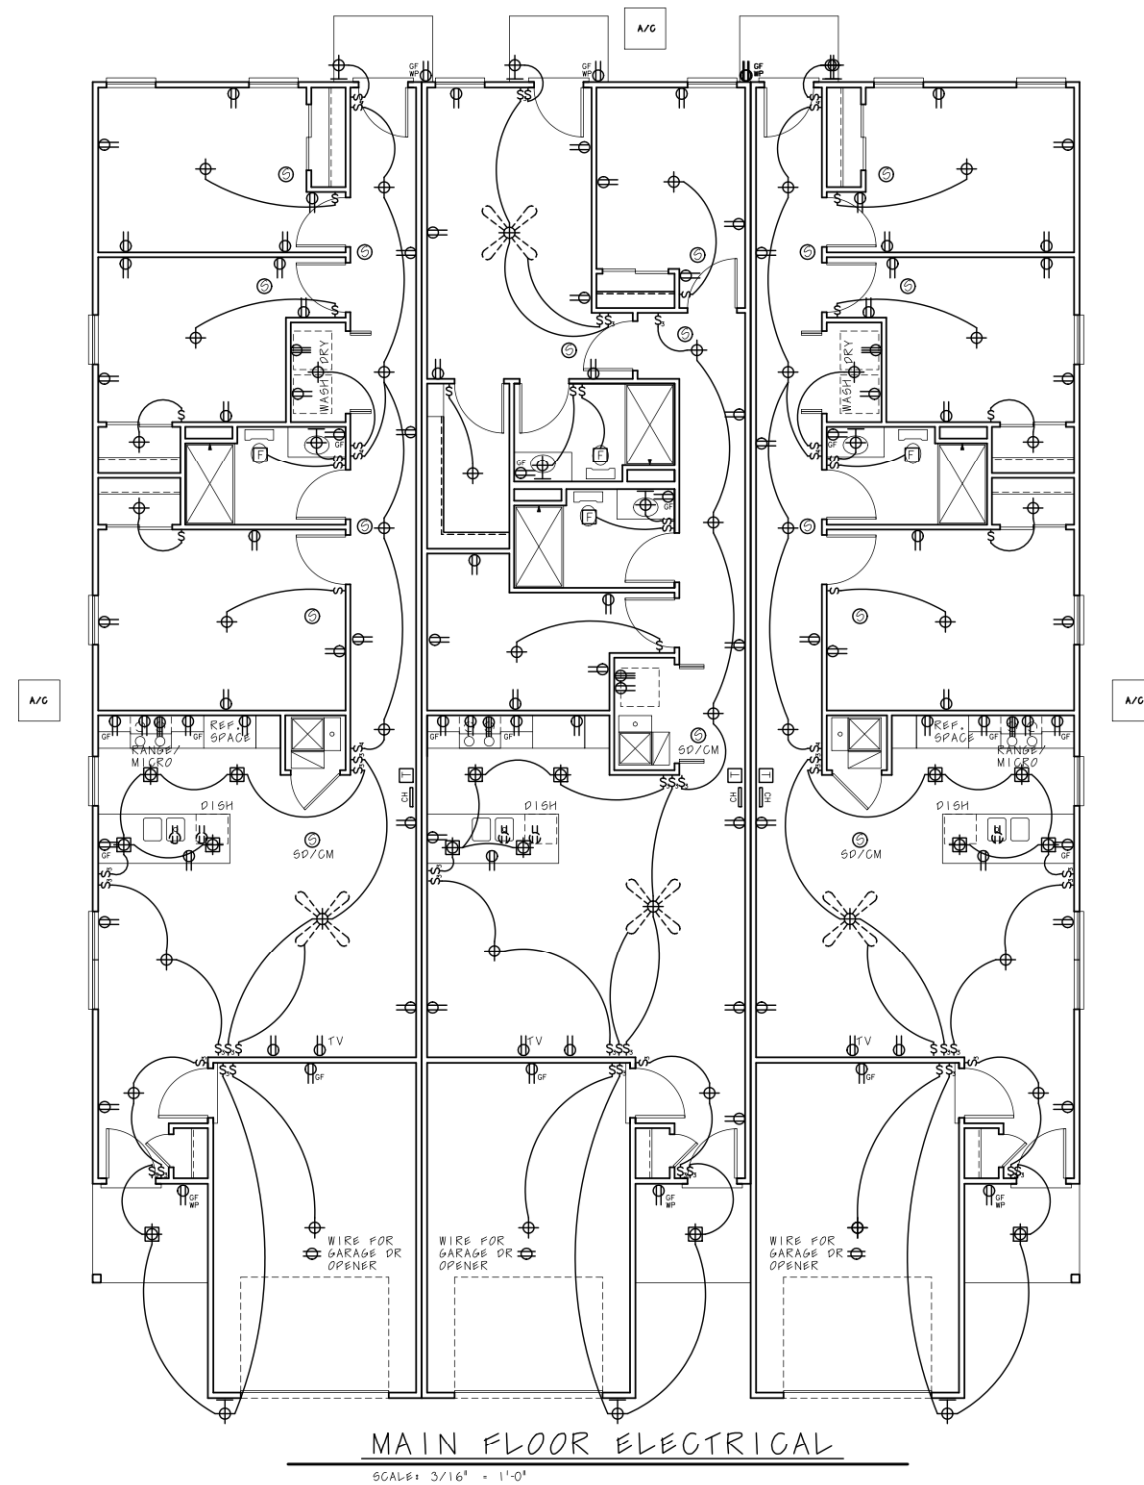 A/C
GF
WP
GF
WP
GF
WP
WASH
DRY
WASH
DRY
GF
F
GF
F
GF
F
F
GF
A/C
A/C
GF
GF
REF.
SPACE
RANGE/
MICRO
GF
GF
SD/CM
REF.
SPACE
GF
GF
RANGE/
MICRO
T
T
T
CH
CH
CH
DISH
DISH
DISH
GF
SD/CM
SD/CM
GF
TV
TV
TV
GF
GF
GF
GF
WP
GF
WP
GF
WP
WIRE FOR
GARAGE DR
OPENER
WIRE FOR
GARAGE DR
OPENER
WIRE FOR
GARAGE DR
OPENER
MAIN FLOOR ELECTRICAL
SCALE: 3/16" = 1'-0"